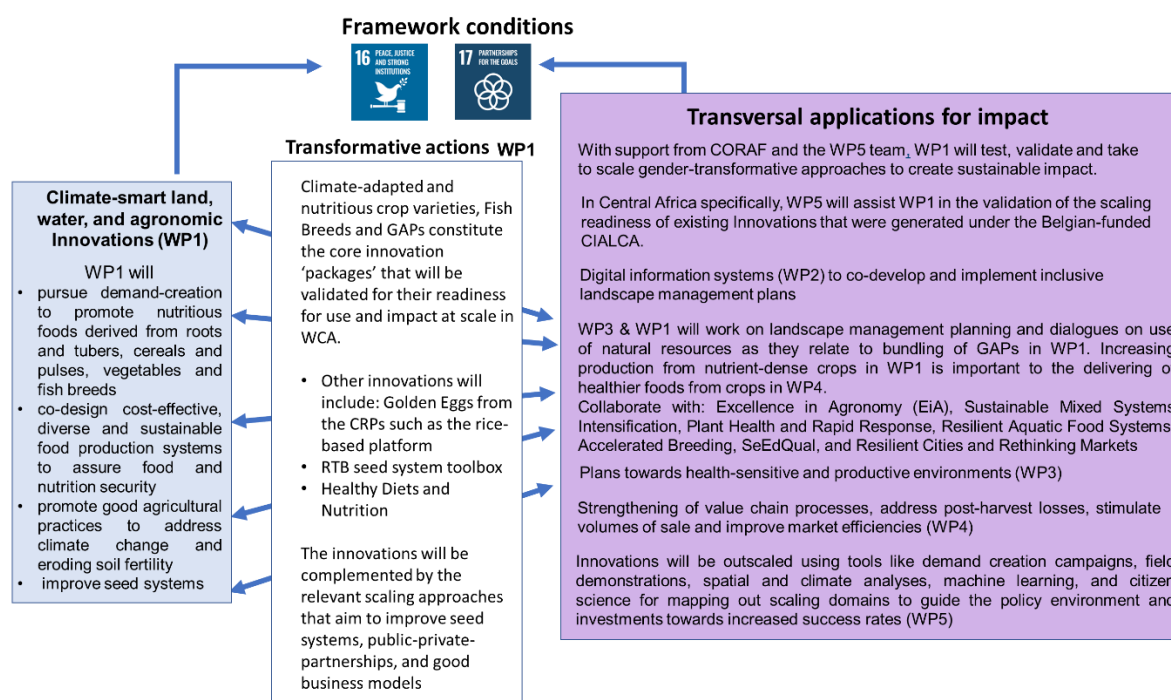 Framework conditions
16 PEACE, JUSTICE
AND STRONG
INSTITUTIONS
17 PARTNERSHIPS
FOR THE GOALS
Climate-smart land,
water, and agronomic
Innovations (WP1)
WP1 will
• pursue demand-creation
to promote nutritious
foods derived from roots
and tubers, cereals and
pulses, vegetables and
fish breeds
• co-design cost-effective,
diverse and sustainable
food production systems
to assure food and
nutrition security
• promote good agricultural
practices to address
climate change and
eroding soil fertility
• improve seed systems
Transformative actions WP1
Climate-adapted and
nutritious crop varieties, Fish
Breeds and GAPs constitute
the core innovation
‘packages’ that will be
validated for their readiness
for use and impact at scale in
WCA.
• Other innovations will
include: Golden Eggs from
the CRPs such as the rice-
based platform
• RTB seed system toolbox
• Healthy Diets and
Nutrition
The innovations will be
complemented by the
relevant scaling approaches
that aim to improve seed
systems, public-private-
partnerships, and good
business models
Transversal applications for impact
With support from CORAF and the WP5 team, WP1 will test, validate and take
to scale gender-transformative approaches to create sustainable impact.
In Central Africa specifically, WP5 will assist WP1 in the validation of the scaling
readiness of existing Innovations that were generated under the Belgian-funded
CIALCA.
Digital information systems (WP2) to co-develop and implement inclusive
landscape management plans
WP3 & WP1 will work on landscape management planning and dialogues on use
of natural resources as they relate to bundling of GAPs in WP1. Increasing
production from nutrient-dense crops in WP1 is important to the delivering of
healthier foods from crops in WP4.
Collaborate with: Excellence in Agronomy (EiA), Sustainable Mixed Systems
Intensification, Plant Health and Rapid Response, Resilient Aquatic Food Systems
Accelerated Breeding, SeEdQual, and Resilient Cities and Rethinking Markets
Plans towards health-sensitive and productive environments (WP3)
Strengthening of value chain processes, address post-harvest losses, stimulate
volumes of sale and improve market efficiencies (WP4)
Innovations will be outscaled using tools like demand creation campaigns, field
demonstrations, spatial and climate analyses, machine learning, and citizen
science for mapping out scaling domains to guide the policy environment and
investments towards increased success rates (WP5)